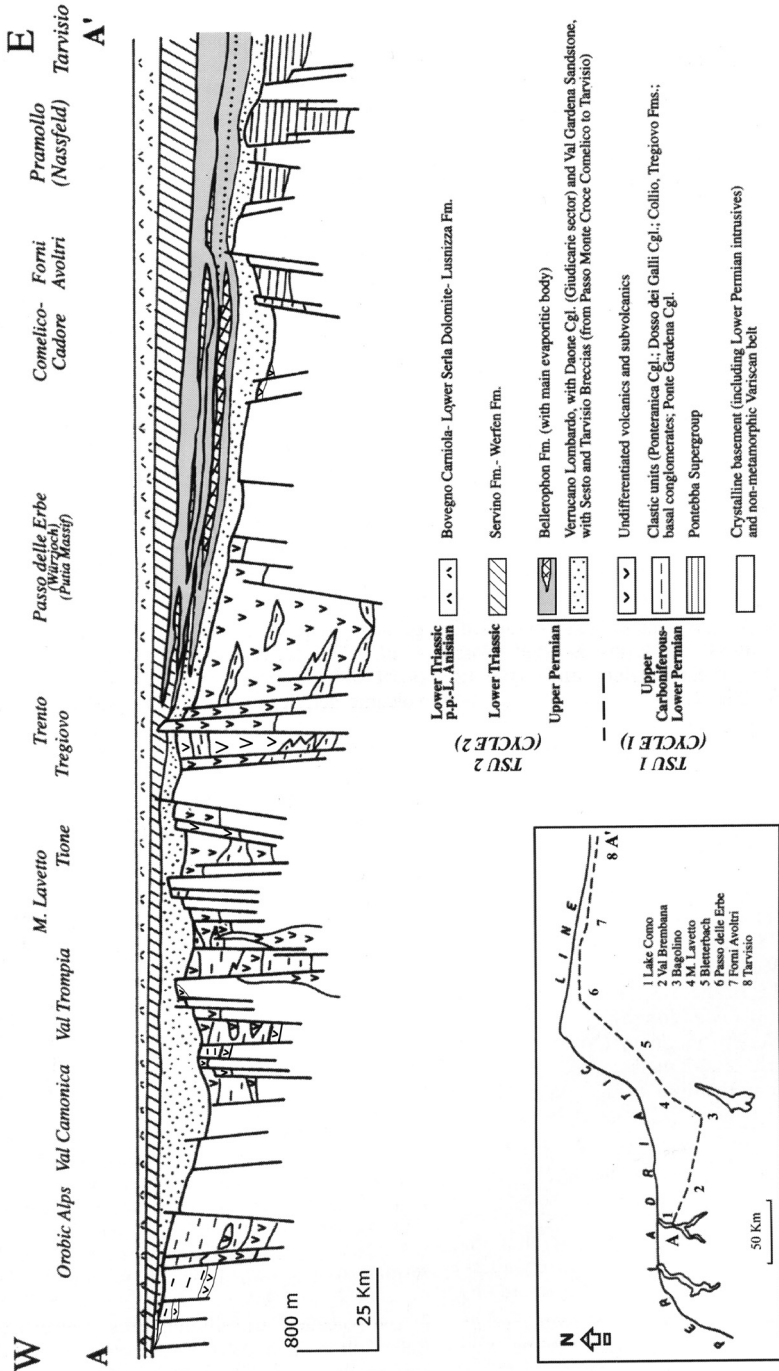 W
E
A
A'
Orobic Alps
Val Camonica
Val Trompia
M. Lavetto
Tione
Trento
Tregiovo
Passo delle Erbe
(Würzjoch)
(Putia Massif)
Comelico-
Cadore
Forni
Avoltri
Pramollo
(Nassfeld)
Tarvisio
800 m
25 Km
TSU 2
(CYCLE 2)
Lower Triassic
p.p.-L. Anisian
Bovegno Carniola- Lower Serla Dolomite- Lusnizza Fm.
Lower Triassic
Servino Fm.- Werfen Fm.
Upper Permian
Bellerophon Fm. (with main evaporitic body)
Verrucano Lombardo, with Daone Cgl. (Giudicarie sector) and Val Gardena Sandstone,
with Sesto and Tarvisio Breccias (from Passo Monte Croce Comelico to Tarvisio)
TSU 1
(CYCLE 1)
Upper
Carboniferous-
Lower Permian
Undifferentiated volcanics and subvolcanics
Clastic units (Ponteranica Cgl.; Dosso dei Galli Cgl.; Collio, Tregiovo Fms.;
basal conglomerates; Ponte Gardena Cgl.
Pontebba Supergroup
Crystalline basement (including Lower Permian intrusives)
and non-metamorphic Variscan belt
N
PERIADRIATIC LINE
A
1
2
3
4
5
6
7
8 A'
1 Lake Como
2 Val Brembana
3 Bagolino
4 M. Lavetto
5 Bletterbach
6 Passo delle Erbe
7 Forni Avoltri
8 Tarvisio
50 Km